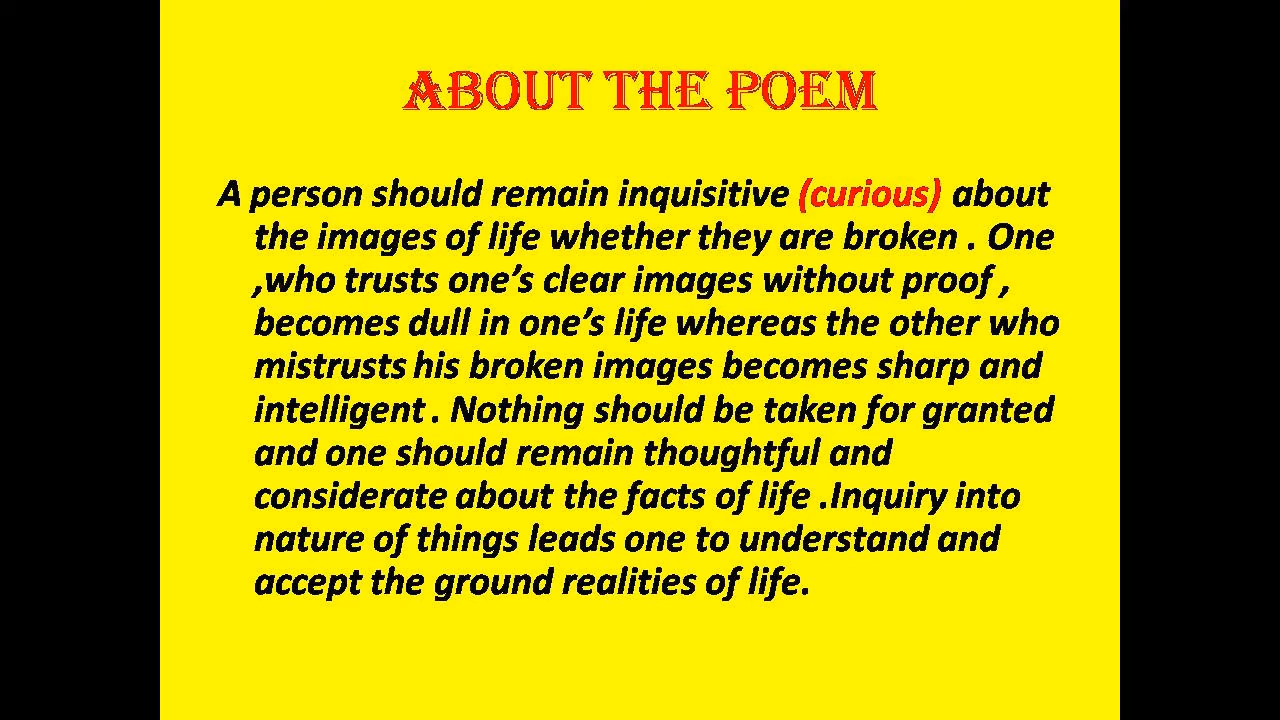 ABOUT THE POEM
A person should remain inquisitive (curious) about
the images of life whether they are broken . One
,who trusts one’s clear images without proof ,
becomes dull in one’s life whereas the other who
mistrusts his broken images becomes sharp and
intelligent . Nothing should be taken for granted
and one should remain thoughtful and
considerate about the facts of life .Inquiry into
nature of things leads one to understand and
accept the ground realities of life.